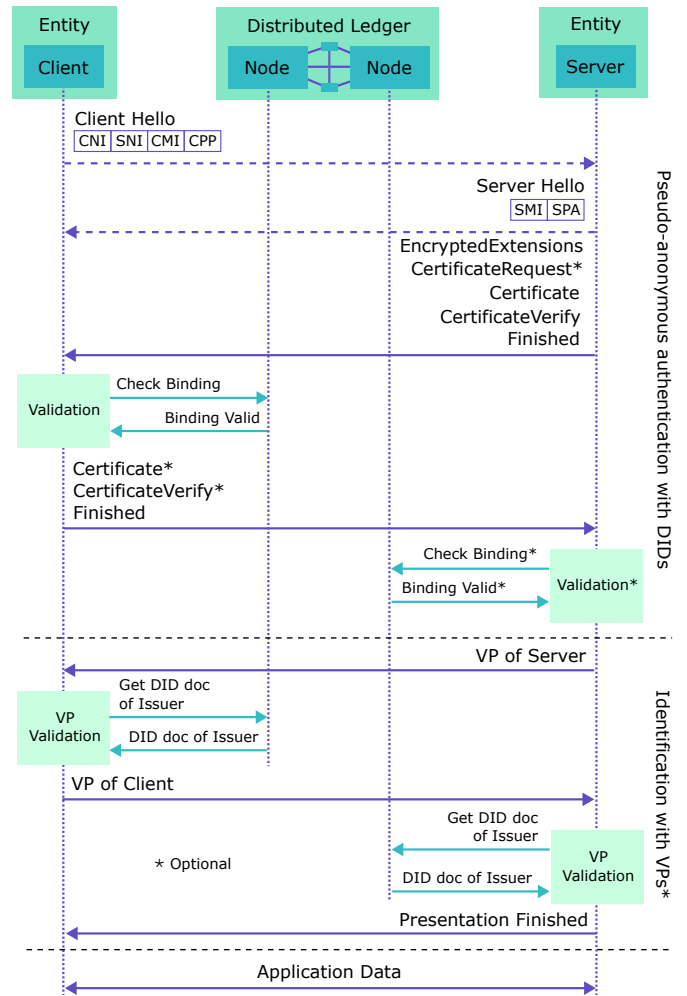 Entity
Distributed Ledger
Entity
Client
Node
Node
Server
Client Hello
CNI SNI CMI CPP
Server Hello
SMI SPA
EncryptedExtensions
CertificateRequest*
Certificate
CertificateVerify
Finished
Validation
Check Binding
Binding Valid
Certificate*
CertificateVerify*
Finished
Check Binding*
Binding Valid*
Validation*
Pseudo-anonymous authentication with DIDs
VP of Server
Get DID doc
of Issuer
VP
Validation
DID doc of Issuer
VP of Client
Get DID doc
of Issuer
VP
Validation
DID doc of Issuer
* Optional
Presentation Finished
Identification with VPs*
Application Data